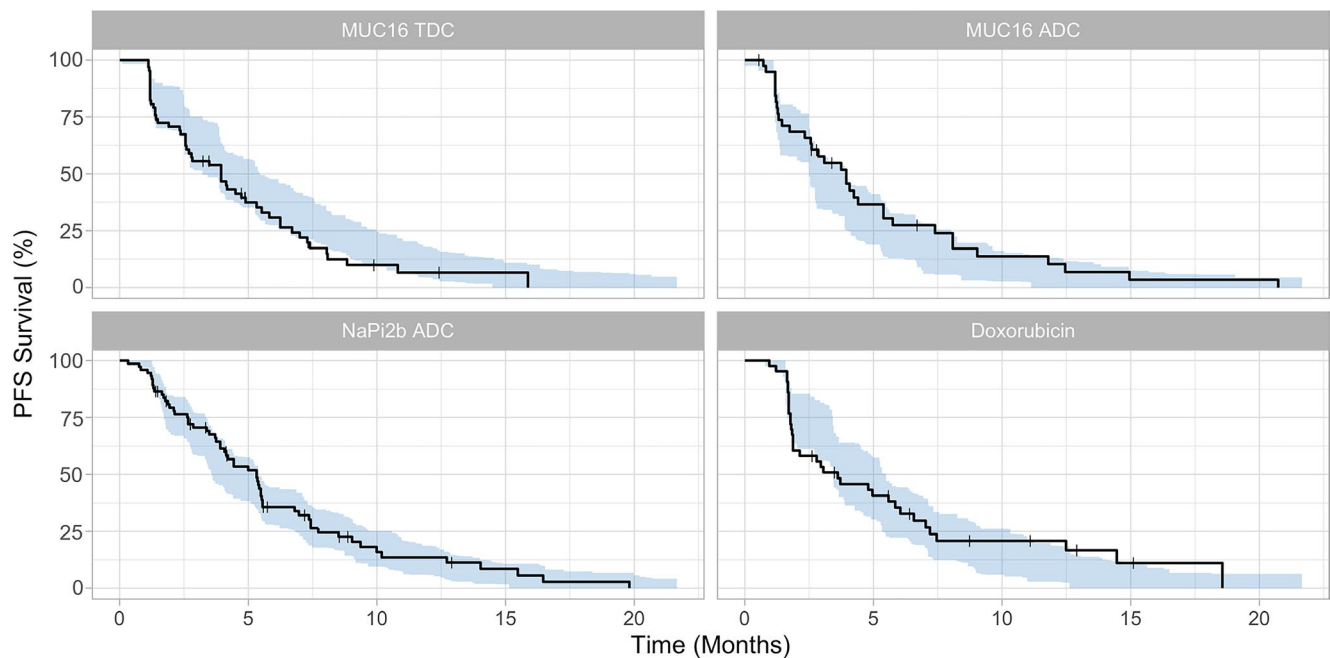 MUC16 TDC
MUC16 ADC
100
75
50
25
0
NaPi2b ADC
Doxorubicin
100
75
50
25
0
PFS Survival (%)
0 5 10 15 20
0 5 10 15 20
Time (Months)